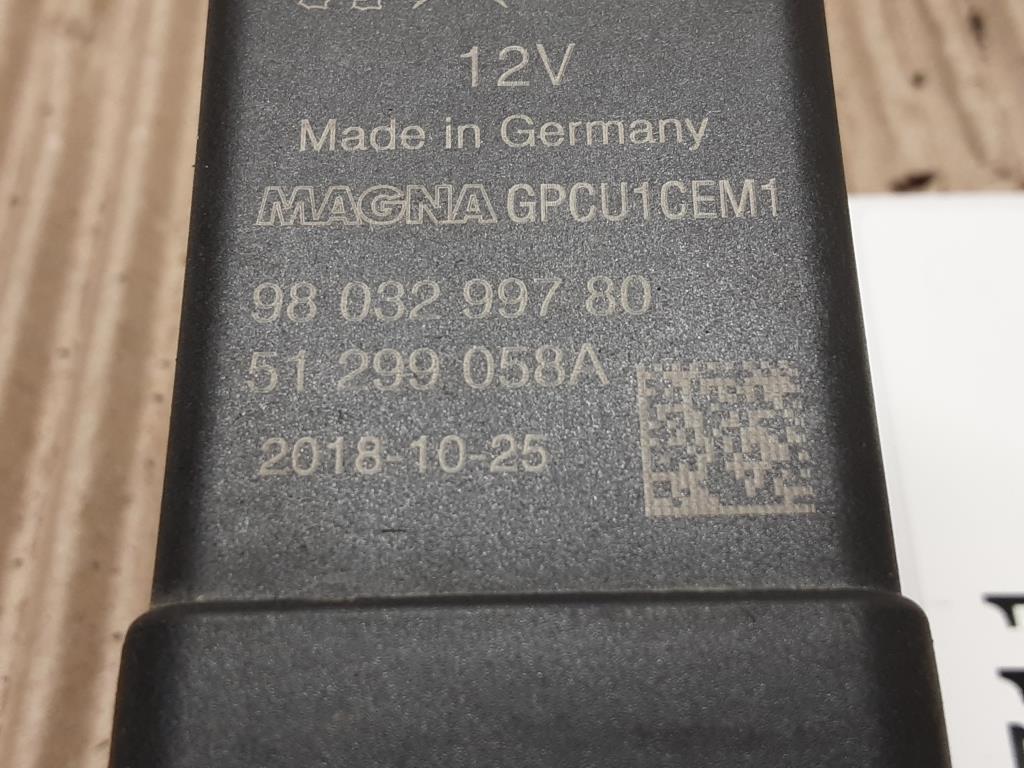 12V
Made in Germany
MAGNA GPCU1CEM1
98 032 997 80
51 299 058A
2018-10-25